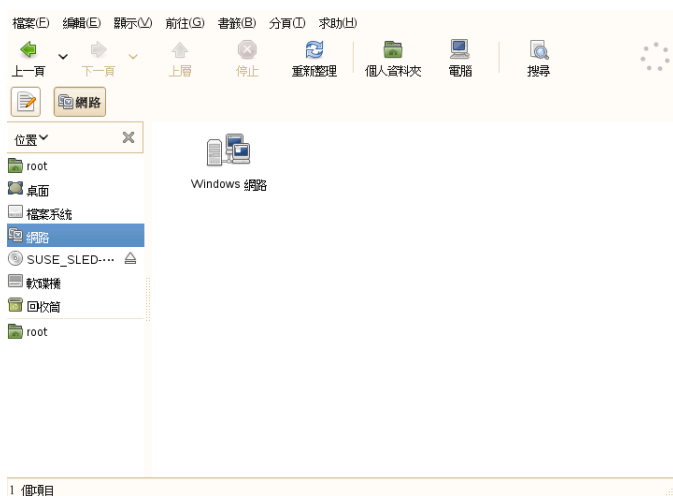 檔案(F) 編輯(E) 顯示(V) 前往(G) 書籤(B) 分頁(T) 求助(H)
上一頁 下一頁 上層 停止 重新整理 個人資料夾 電腦 搜尋
網路
位置
root
桌面
檔案系統
網路
SUSE_SLED-...
軟碟機
回收筒
root
Windows 網路
1 個項目